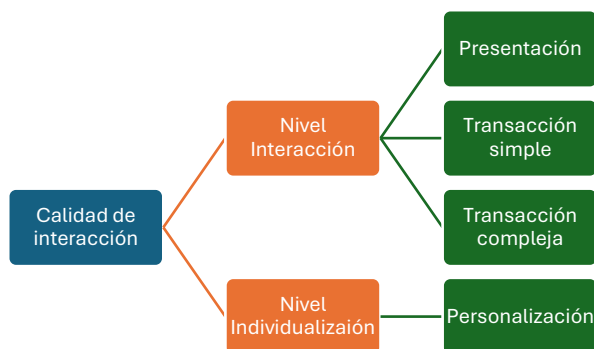 Presentación
Nivel
Interacción
Transacción
simple
Calidad de
interacción
Transacción
compleja
Nivel
Individualizaión
Personalización